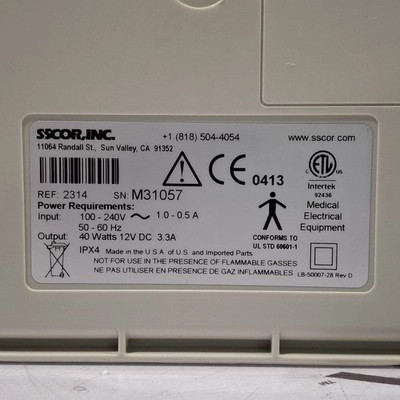 SSCOR, INC.
+1 (818) 504-4054
www.sscor.com
11064 Randall St., Sun Valley, CA 91352
CE 0413
ETL
Intertek
REF: 2314 SN: M31057
Power Requirements:
Input: 100 - 240V ~ 1.0 - 0.5 A
50 - 60 Hz
Output: 40 Watts 12V DC 3.3A
CONFORMS TO
UL STD 60601-1
Medical
Electrical
Equipment
IPX4 Made in the U.S.A. of U.S. and Imported Parts
NOT FOR USE IN THE PRESENCE OF FLAMMABLE GASSES
NE PAS UTILISER EN PRESENCE DE GAZ INFLAMMABLES
LB-50007-28 Rev D